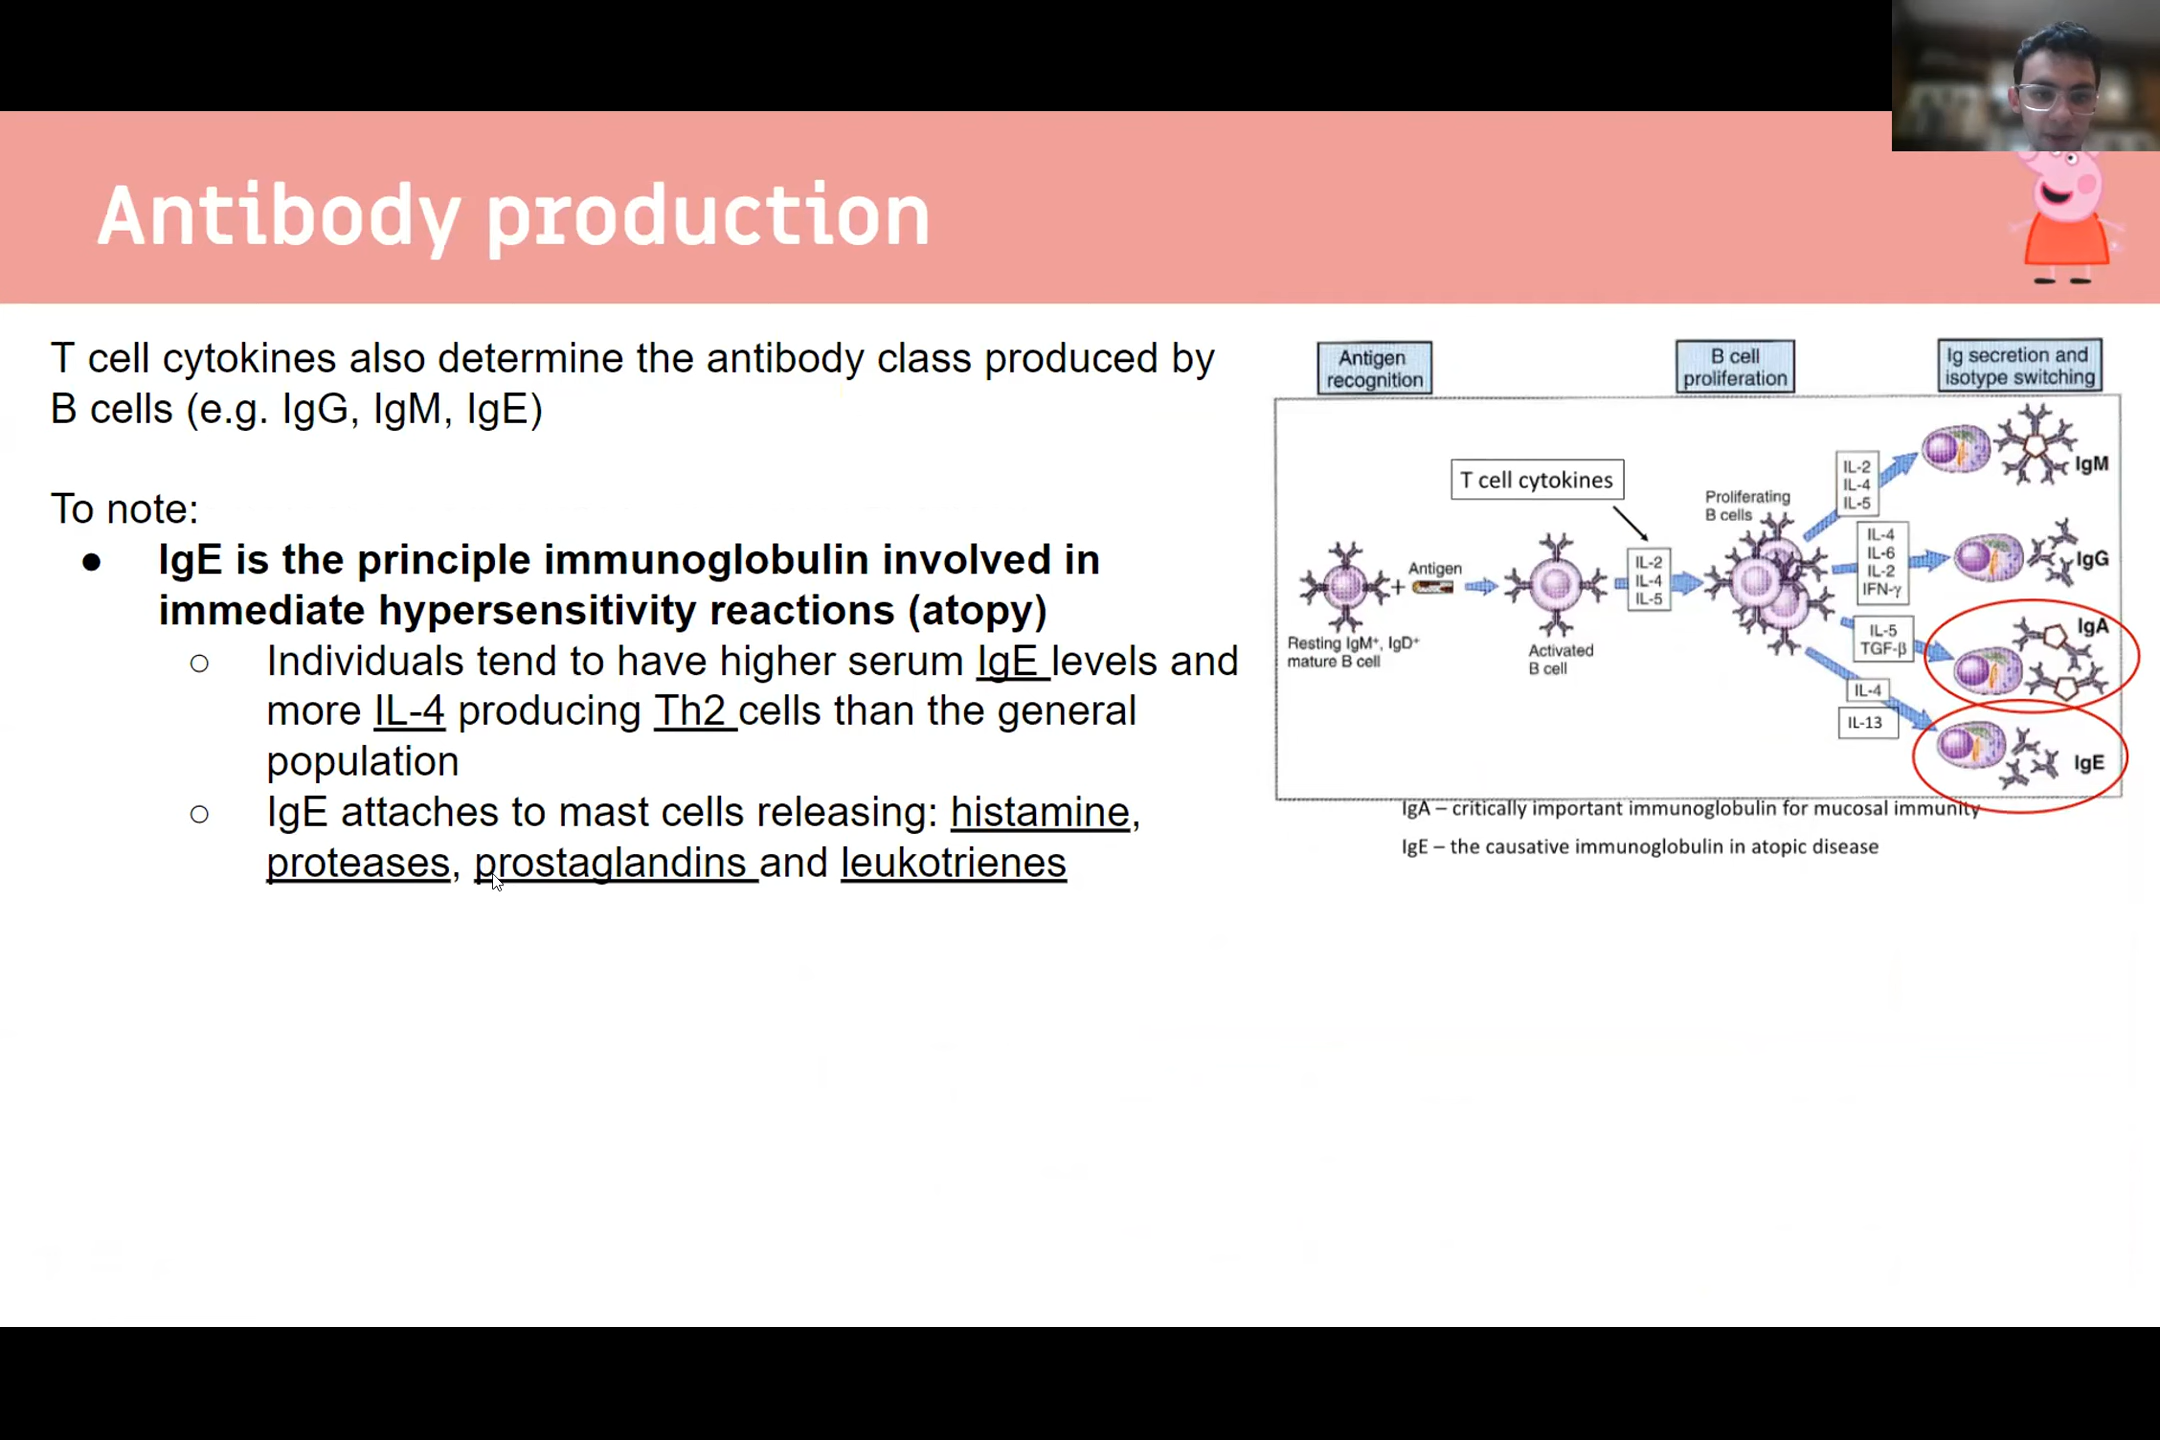 Antibody production
T cell cytokines also determine the antibody class produced by
B cells (e.g. IgG, IgM, IgE)
To note:
● IgE is the principle immunoglobulin involved in
immediate hypersensitivity reactions (atopy)
○ Individuals tend to have higher serum IgE levels and
more IL-4 producing Th2 cells than the general
population
○ IgE attaches to mast cells releasing: histamine,
proteases, prostaglandins and leukotrienes
Antigen
recognition
B cell
proliferation
Ig secretion and
isotype switching
T cell cytokines
Resting IgM⁺, IgD⁺
mature B cell
+
Antigen
Activated
B cell
IL-2
IL-4
IL-5
Proliferating
B cells
IL-2
IL-4
IL-5
IgM
IL-4
IL-6
IL-2
IFN-γ
IgG
IL-5
TGF-β
IgA
IL-4
IL-13
IgE
IgA – critically important immunoglobulin for mucosal immunity
IgE – the causative immunoglobulin in atopic disease